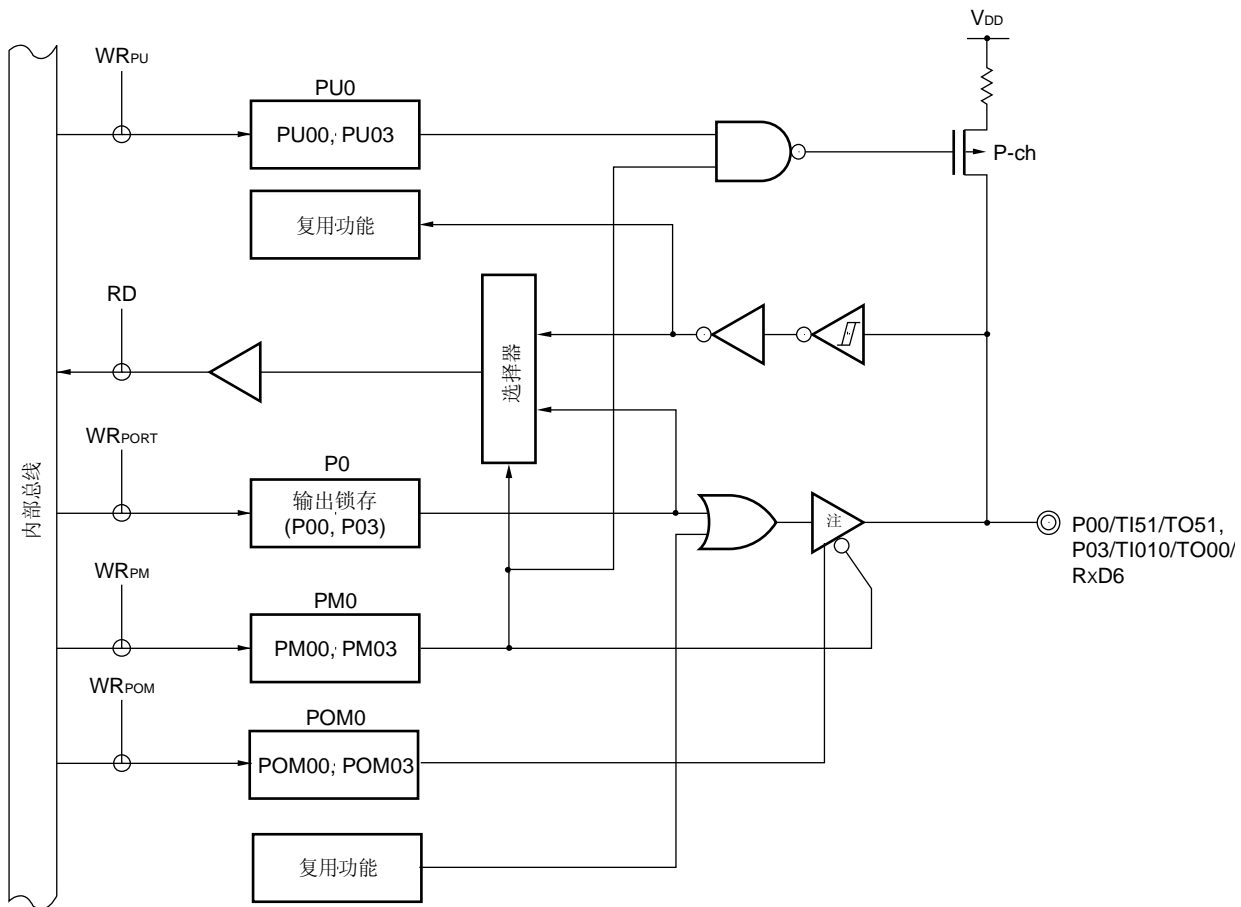 VDD
WRPU
PU0
PU00, PU03
P-ch
复用功能
RD
选择器
WRPORT
P0
输出锁存
(P00, P03)
注
内部总线
P00/TI51/TO51,
P03/TI010/TO00/
RxD6
WRPM
PM0
PM00, PM03
WRPOM
POM0
POM00, POM03
复用功能